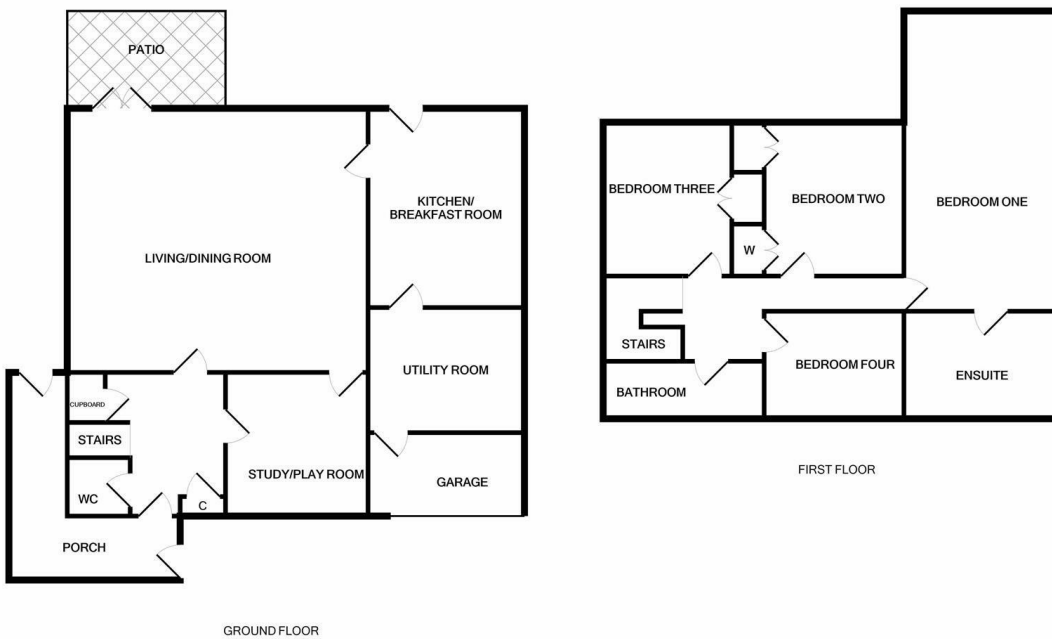 PATIO
KITCHEN/
BREAKFAST ROOM
LIVING/DINING ROOM
UTILITY ROOM
CUPBOARD
STAIRS
WC
STUDY/PLAY ROOM
GARAGE
C
PORCH
GROUND FLOOR
BEDROOM THREE
BEDROOM TWO
BEDROOM ONE
W
STAIRS
BEDROOM FOUR
ENSUITE
BATHROOM
FIRST FLOOR